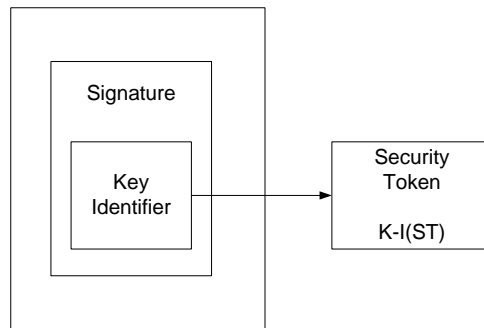 Signature
Key
Identifier
Security
Token
K-I(ST)